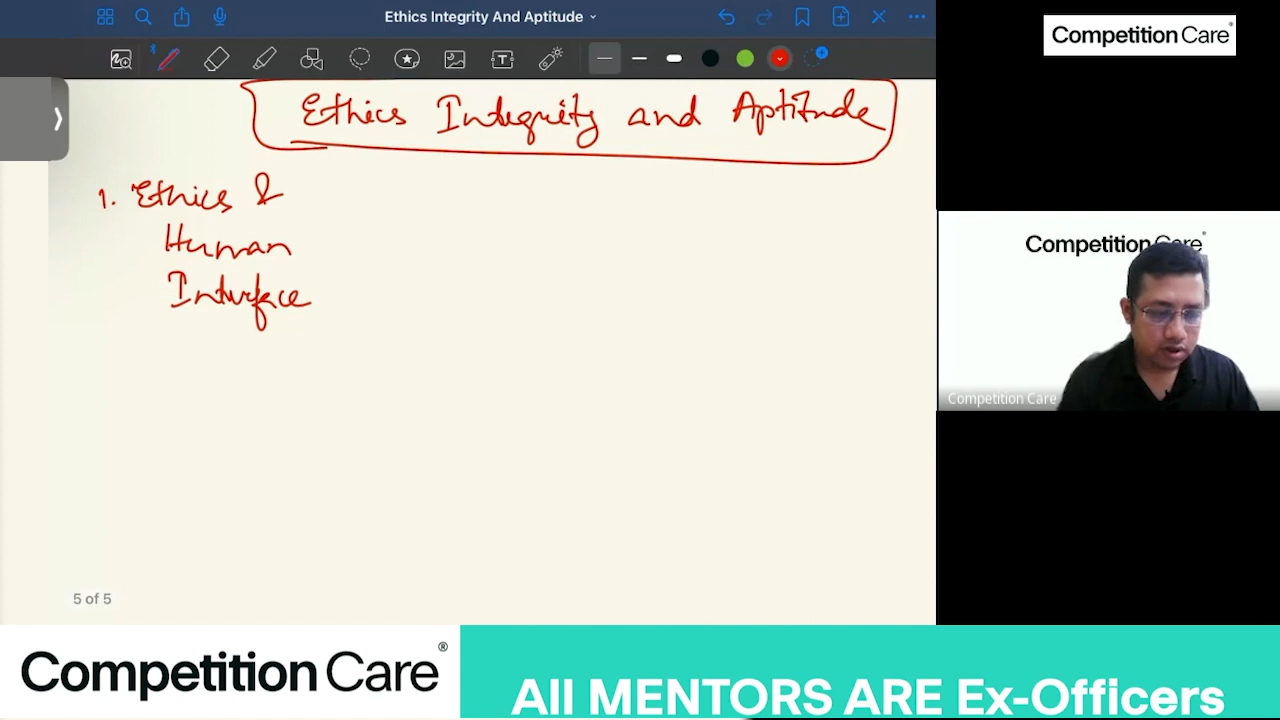 Ethics Integrity And Aptitude
Competition Care
Ethics Integrity and Aptitude
1. Ethics &
Human
Interface
Competition Care
Competition Care
5 of 5
Competition Care®
All MENTORS ARE Ex-Officers